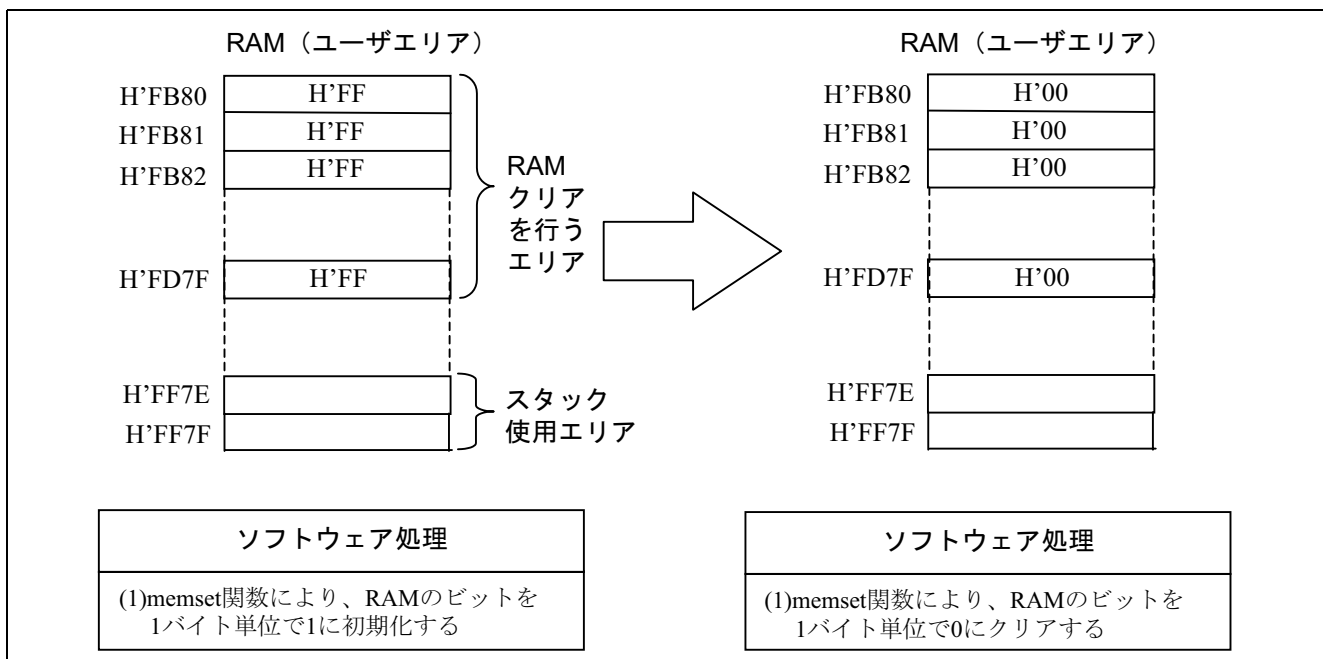 RAM（ユーザエリア）
H’FB80 H’FF
H’FB81 H’FF
H’FB82 H’FF
H’FD7F H’FF
H’FF7E
H’FF7F
RAM
クリア
を行う
エリア
スタック
使用エリア
RAM（ユーザエリア）
H’FB80 H’00
H’FB81 H’00
H’FB82 H’00
H’FD7F H’00
H’FF7E
H’FF7F
ソフトウェア処理
(1)memset関数により、RAMのビットを
1バイト単位で1に初期化する
ソフトウェア処理
(1)memset関数により、RAMのビットを
1バイト単位で0にクリアする